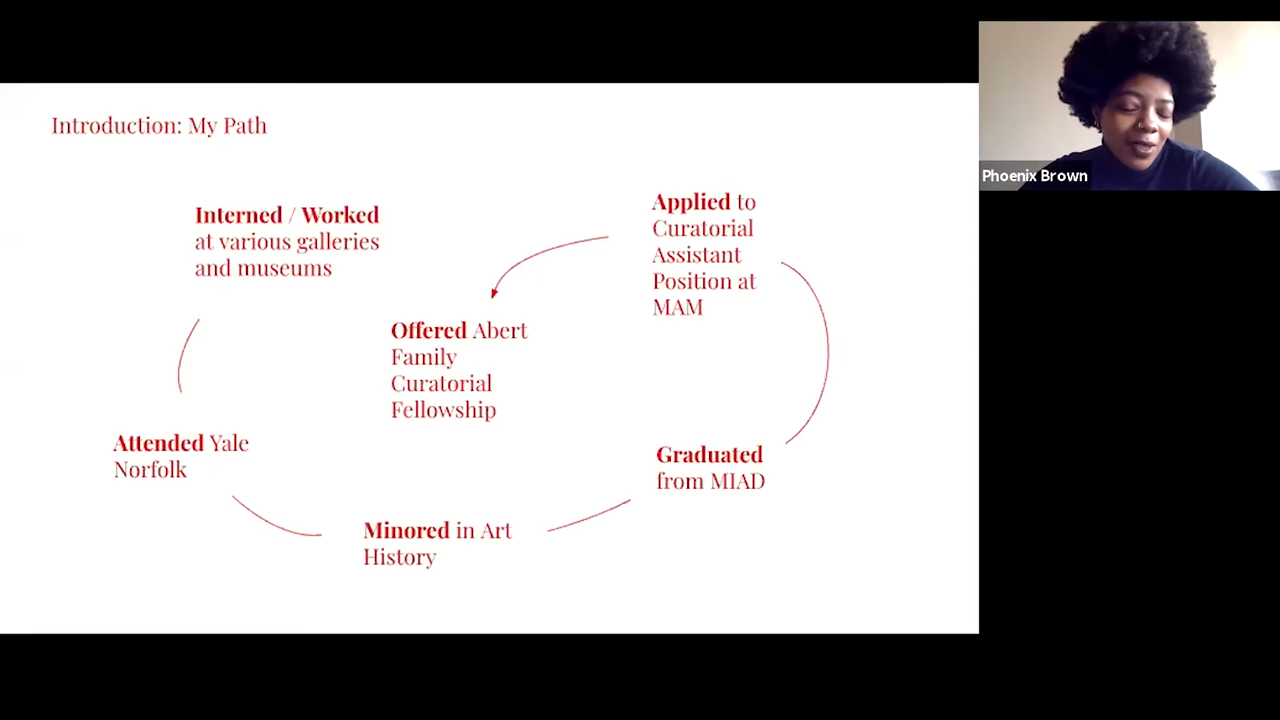 Introduction: My Path
Interned / Worked
at various galleries
and museums
Attended Yale
Norfolk
Minored in Art
History
Graduated
from MIAD
Applied to
Curatorial
Assistant
Position at
MAM
Offered Abert
Family
Curatorial
Fellowship
Phoenix Brown